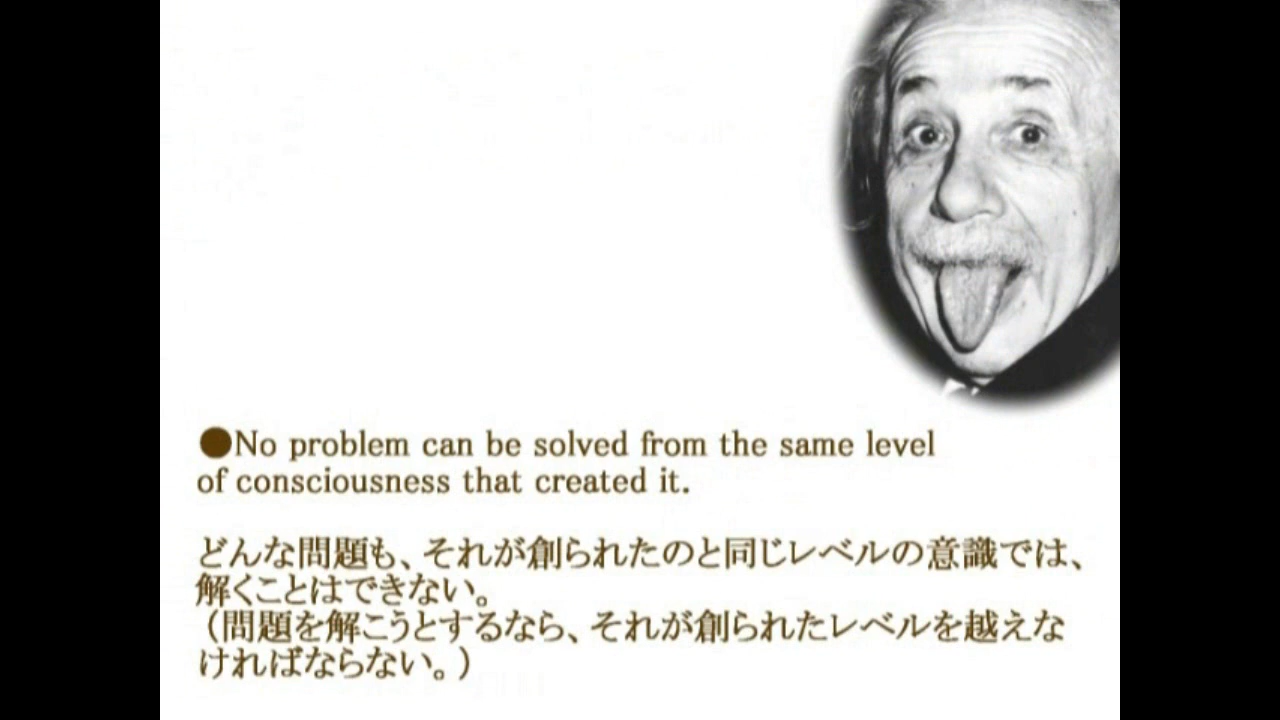 ●No problem can be solved from the same level
of consciousness that created it.
どんな問題も、それが創られたのと同じレベルの意識では、
解くことはできない。
（問題を解こうとするなら、それが創られたレベルを越えな
ければならない。）